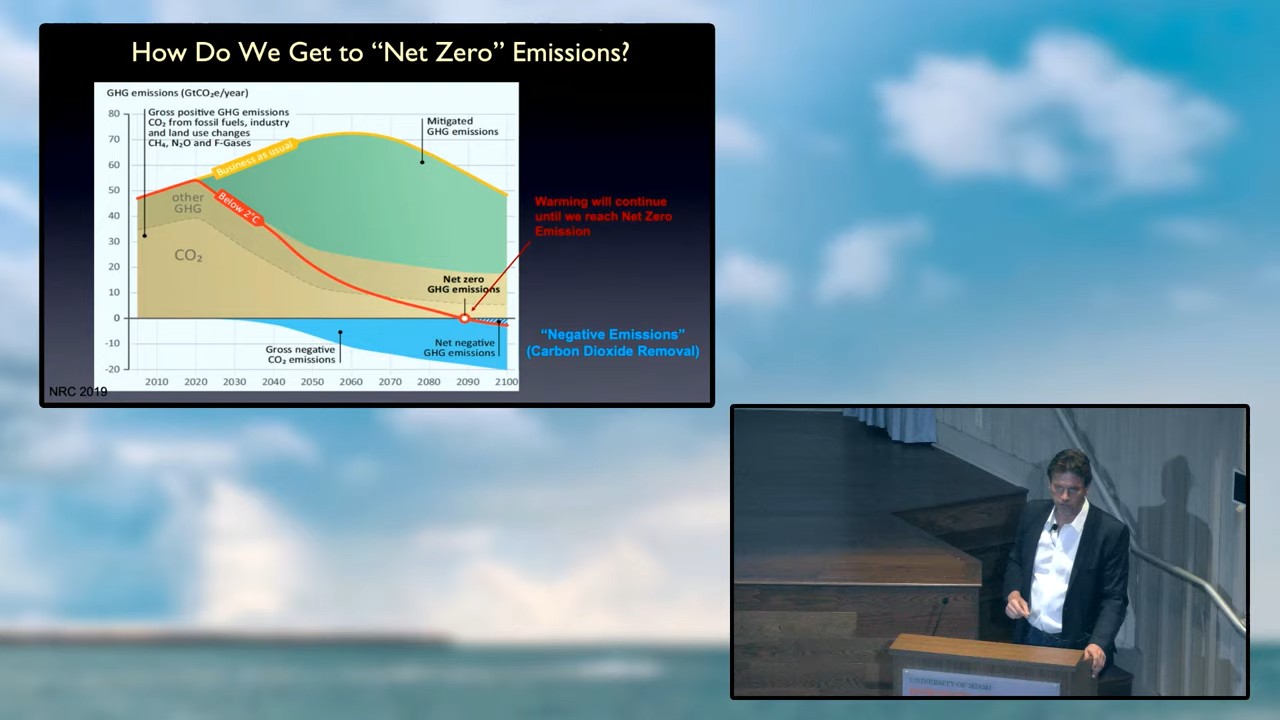 How Do We Get to “Net Zero” Emissions?
GHG emissions (GtCO₂e/year)
80
70
60
50
40
30
20
10
0
-10
-20
Gross positive GHG emissions
CO₂ from fossil fuels, industry
and land use changes
CH₄, N₂O and F-Gases
Business as usual
Mitigated
GHG emissions
other
GHG
Below 2°C
CO₂
Warming will continue
until we reach Net Zero
Emission
Net zero
GHG emissions
“Negative Emissions”
(Carbon Dioxide Removal)
Gross negative
CO₂ emissions
Net negative
GHG emissions
2010 2020 2030 2040 2050 2060 2070 2080 2090 2100
NRC 2019
UNIVERSITY OF